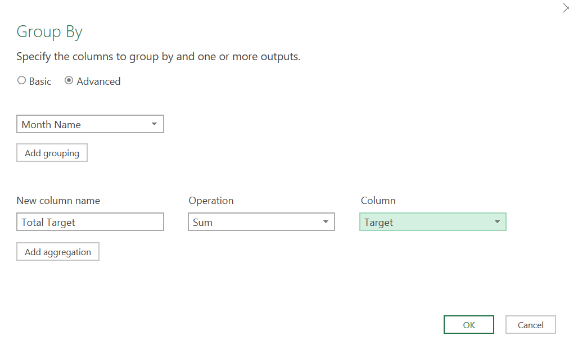 Group By
Specify the columns to group by and one or more outputs.
Basic Advanced
Month Name
Add grouping
New column name Operation Column
Total Target Sum Target
Add aggregation
OK Cancel